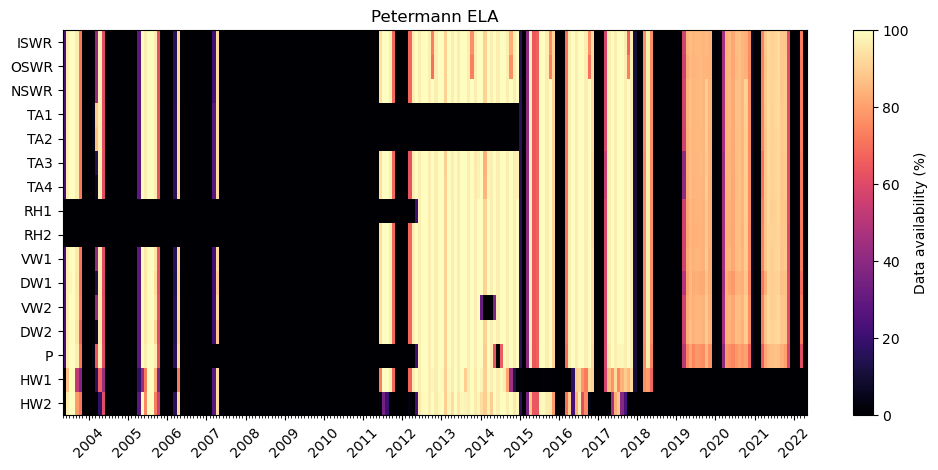 Petermann ELA
ISWR
OSWR
NSWR
TA1
TA2
TA3
TA4
RH1
RH2
VW1
DW1
VW2
DW2
P
HW1
HW2
2004 2005 2006 2007 2008 2009 2010 2011 2012 2013 2014 2015 2016 2017 2018 2019 2020 2021 2022
100
80
60
40
20
0
Data availability (%)